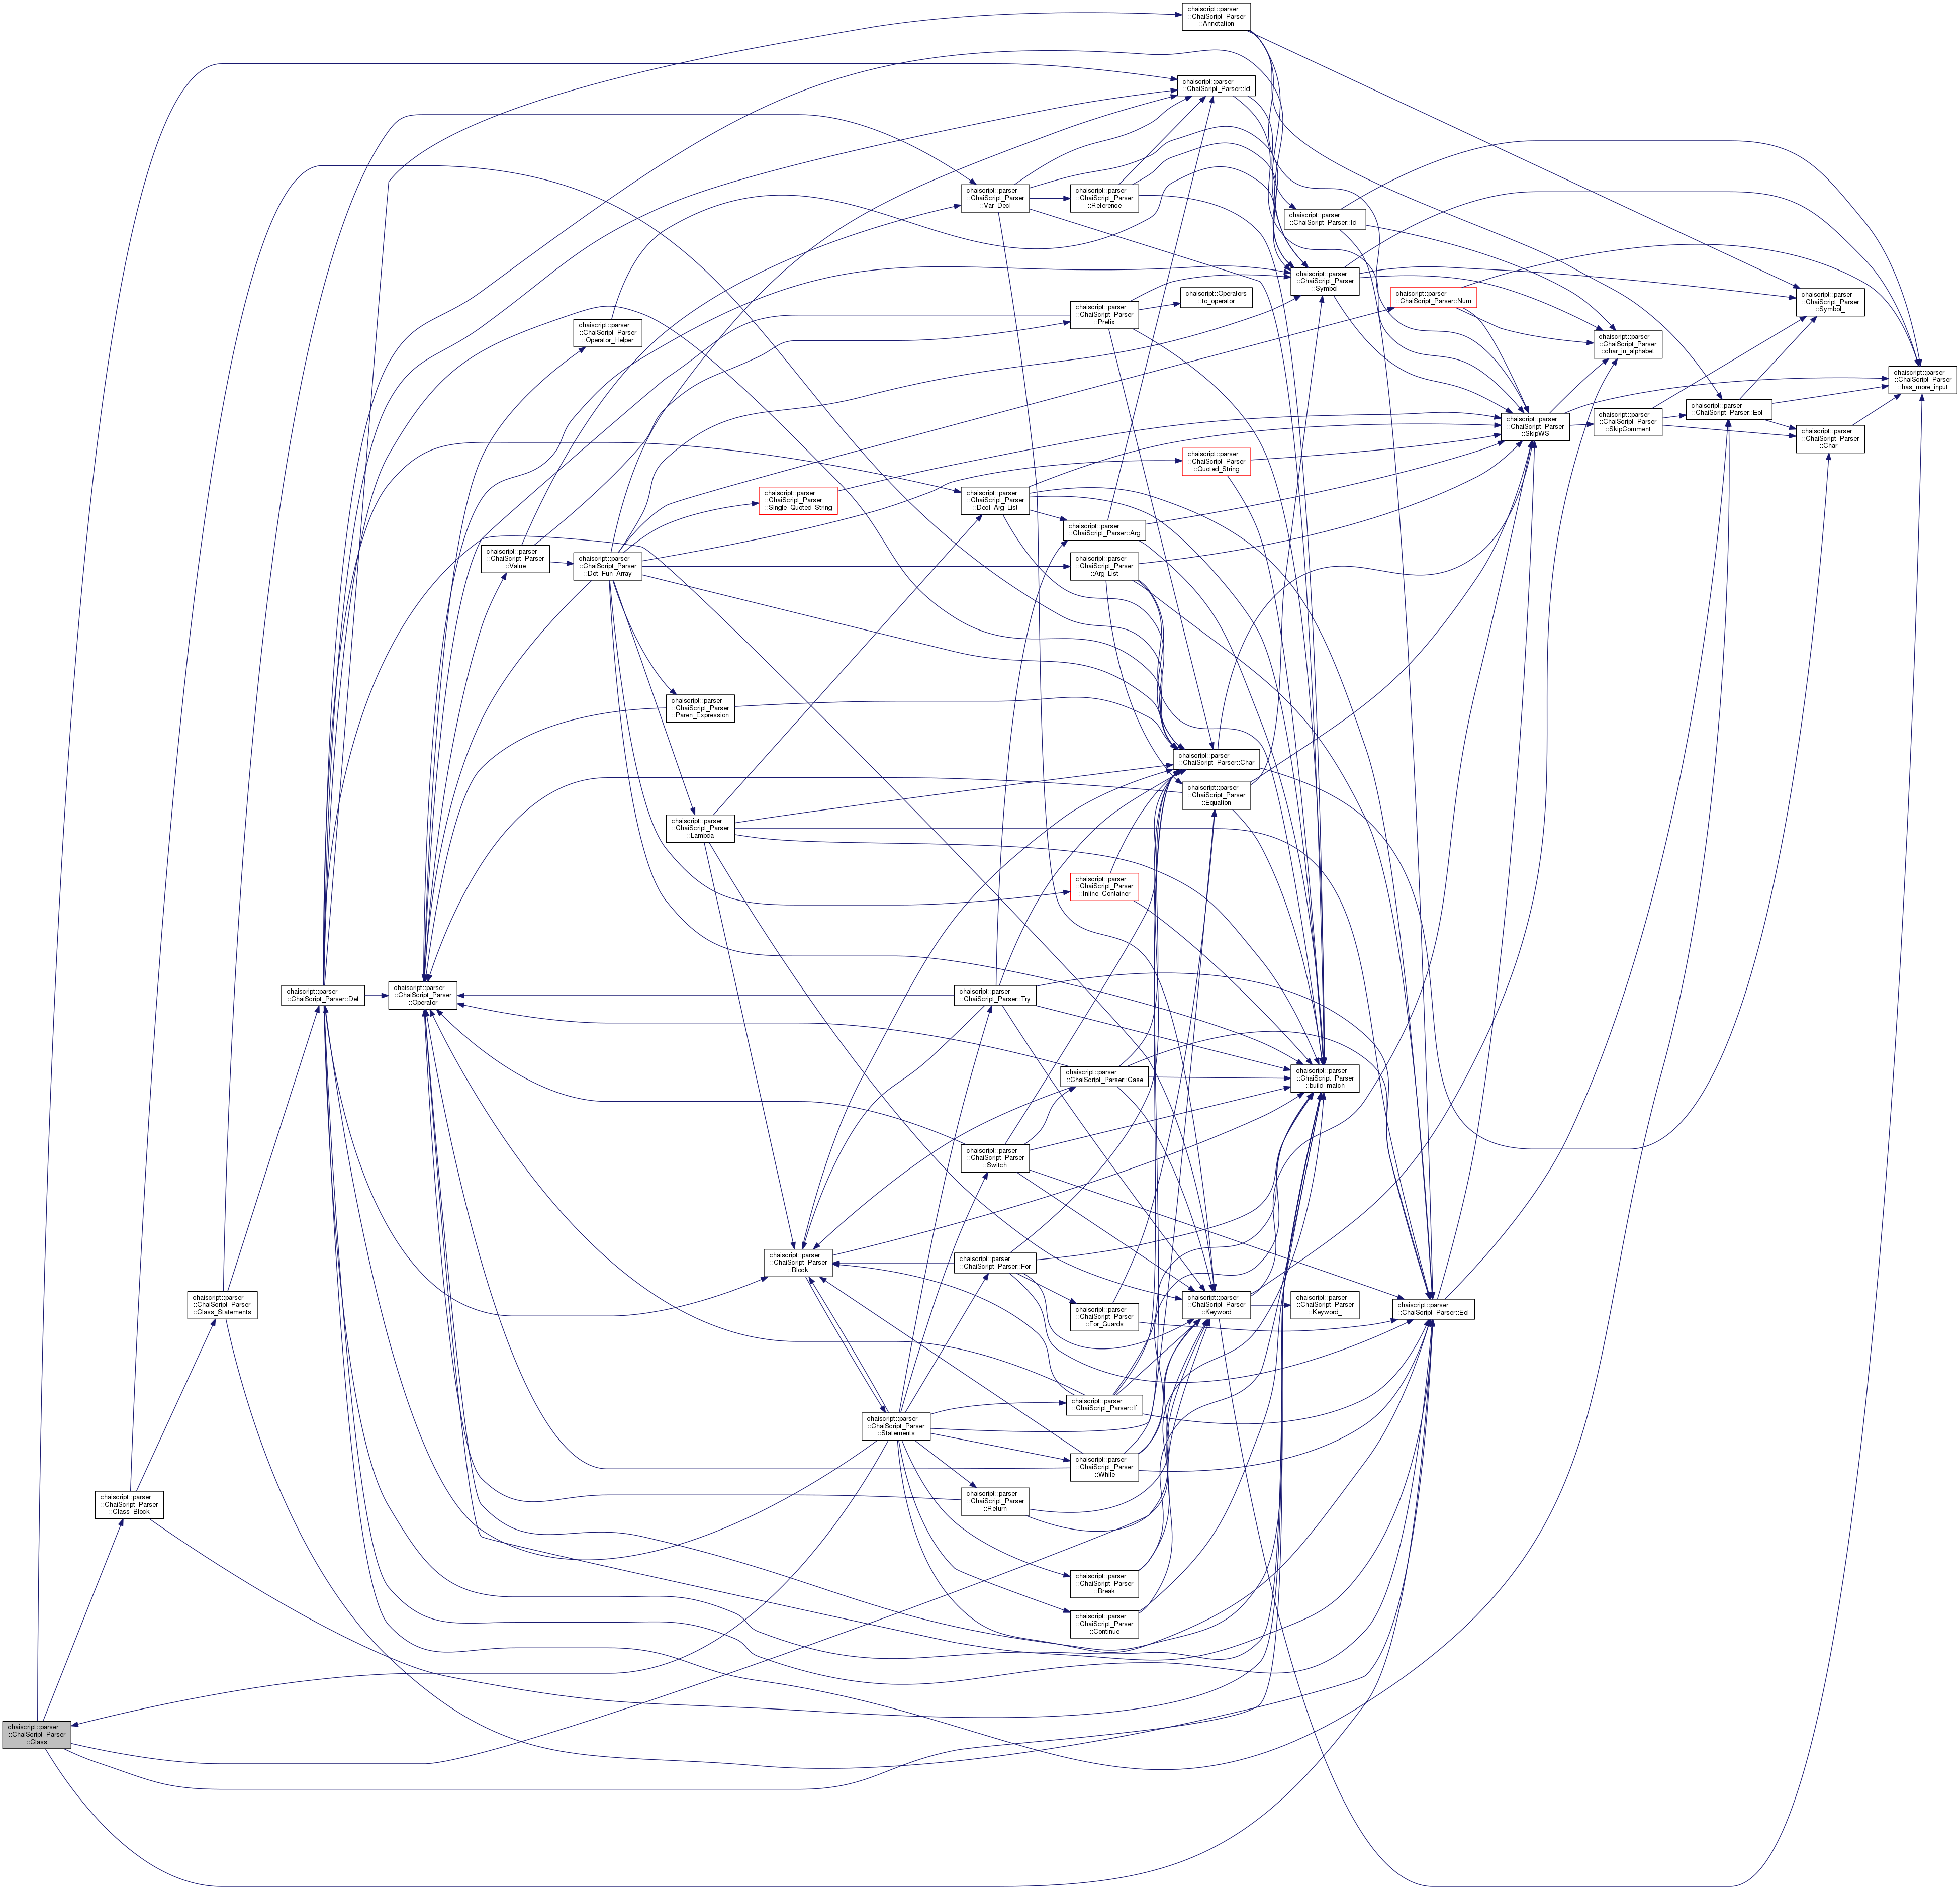 chaiscript::parser
::ChaiScript_Parser
::Annotation
chaiscript::parser
::ChaiScript_Parser::Id
chaiscript::parser
::ChaiScript_Parser
::Var_Decl
chaiscript::parser
::ChaiScript_Parser
::Reference
chaiscript::parser
::ChaiScript_Parser::Id_
chaiscript::parser
::ChaiScript_Parser
::Symbol
chaiscript::Operators
::to_operator
chaiscript::parser
::ChaiScript_Parser::Num
chaiscript::parser
::ChaiScript_Parser
::Symbol_
chaiscript::parser
::ChaiScript_Parser
::Prefix
chaiscript::parser
::ChaiScript_Parser
::Operator_Helper
chaiscript::parser
::ChaiScript_Parser
::char_in_alphabet
chaiscript::parser
::ChaiScript_Parser
::has_more_input
chaiscript::parser
::ChaiScript_Parser
::SkipWS
chaiscript::parser
::ChaiScript_Parser
::SkipComment
chaiscript::parser
::ChaiScript_Parser::Eol_
chaiscript::parser
::ChaiScript_Parser
::Char_
chaiscript::parser
::ChaiScript_Parser
::Quoted_String
chaiscript::parser
::ChaiScript_Parser
::Single_Quoted_String
chaiscript::parser
::ChaiScript_Parser
::Decl_Arg_List
chaiscript::parser
::ChaiScript_Parser::Arg
chaiscript::parser
::ChaiScript_Parser
::Value
chaiscript::parser
::ChaiScript_Parser
::Dot_Fun_Array
chaiscript::parser
::ChaiScript_Parser
::Arg_List
chaiscript::parser
::ChaiScript_Parser
::Paren_Expression
chaiscript::parser
::ChaiScript_Parser::Char
chaiscript::parser
::ChaiScript_Parser
::Equation
chaiscript::parser
::ChaiScript_Parser
::Lambda
chaiscript::parser
::ChaiScript_Parser
::Inline_Container
chaiscript::parser
::ChaiScript_Parser::Def
chaiscript::parser
::ChaiScript_Parser
::Operator
chaiscript::parser
::ChaiScript_Parser::Try
chaiscript::parser
::ChaiScript_Parser::Case
chaiscript::parser
::ChaiScript_Parser
::build_match
chaiscript::parser
::ChaiScript_Parser
::Switch
chaiscript::parser
::ChaiScript_Parser
::Block
chaiscript::parser
::ChaiScript_Parser::For
chaiscript::parser
::ChaiScript_Parser
::Class_Statements
chaiscript::parser
::ChaiScript_Parser
::For_Guards
chaiscript::parser
::ChaiScript_Parser
::Keyword
chaiscript::parser
::ChaiScript_Parser
::Keyword_
chaiscript::parser
::ChaiScript_Parser::Eol
chaiscript::parser
::ChaiScript_Parser::If
chaiscript::parser
::ChaiScript_Parser
::Statements
chaiscript::parser
::ChaiScript_Parser
::While
chaiscript::parser
::ChaiScript_Parser
::Class_Block
chaiscript::parser
::ChaiScript_Parser
::Return
chaiscript::parser
::ChaiScript_Parser
::Break
chaiscript::parser
::ChaiScript_Parser
::Continue
chaiscript::parser
::ChaiScript_Parser
::Class